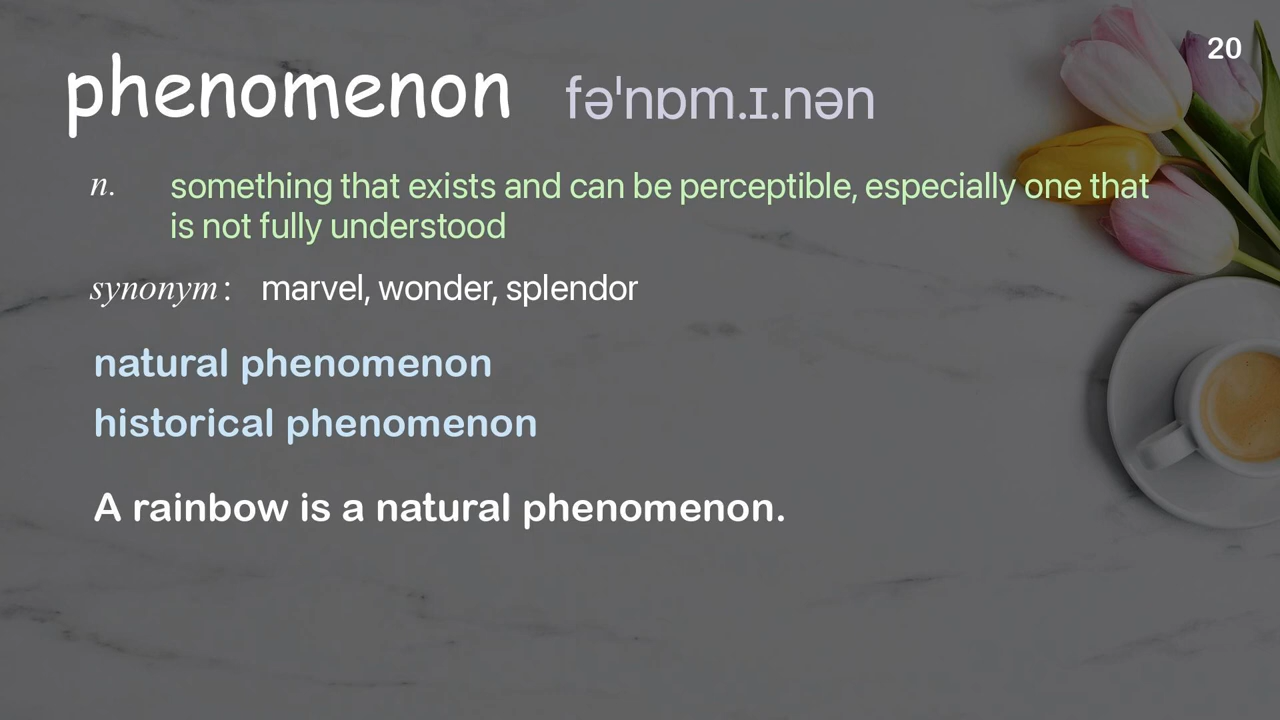 20
phenomenon fəˈnɒm.ɪ.nən
n. something that exists and can be perceptible, especially one that
is not fully understood
synonym: marvel, wonder, splendor
natural phenomenon
historical phenomenon
A rainbow is a natural phenomenon.